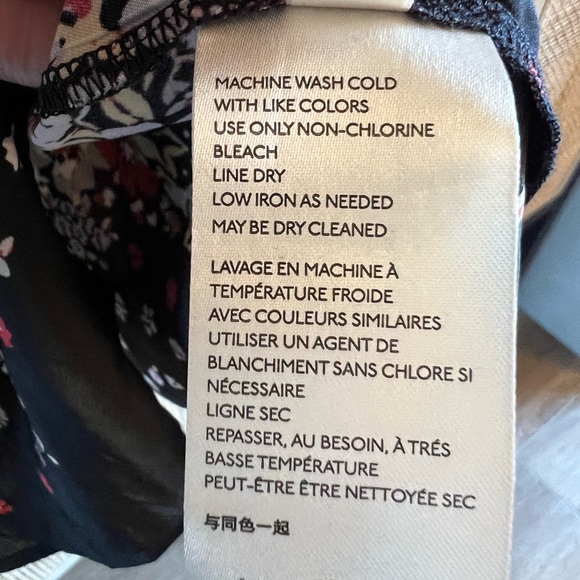 MACHINE WASH COLD
WITH LIKE COLORS
USE ONLY NON-CHLORINE
BLEACH
LINE DRY
LOW IRON AS NEEDED
MAY BE DRY CLEANED
LAVAGE EN MACHINE À
TEMPÉRATURE FROIDE
AVEC COULEURS SIMILAIRES
UTILISER UN AGENT DE
BLANCHIMENT SANS CHLORE SI
NÉCESSAIRE
LIGNE SEC
REPASSER, AU BESOIN, À TRÉS
BASSE TEMPÉRATURE
PEUT-ÊTRE ÊTRE NETTOYÉE SEC
与同色一起